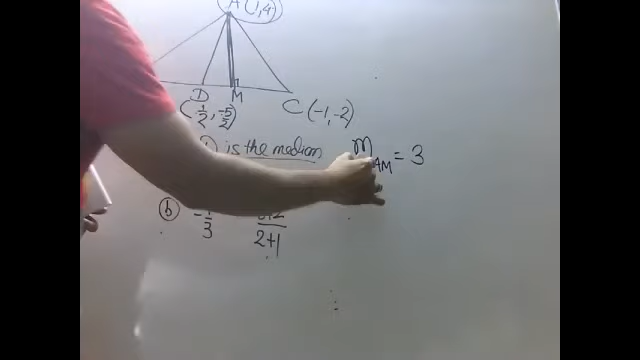 A(1,4)
D M C(-1,-2)
(1/2, -5/2)
is the median
m_AM = 3
(b) -1/3
2+1